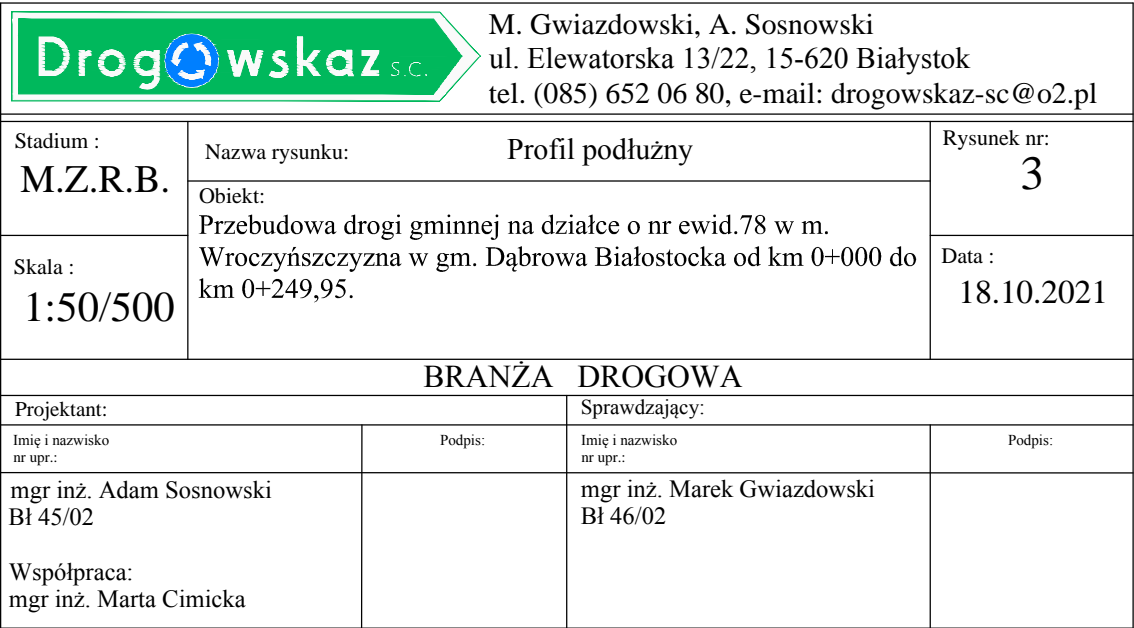 Drogowskaz s.c.
M. Gwiazdowski, A. Sosnowski
ul. Elewatorska 13/22, 15-620 Białystok
tel. (085) 652 06 80, e-mail: drogowskaz-sc@o2.pl
Stadium :
M.Z.R.B.
Nazwa rysunku: Profil podłużny
Rysunek nr:
3
Obiekt:
Przebudowa drogi gminnej na działce o nr ewid.78 w m.
Wroczyńszczyzna w gm. Dąbrowa Białostocka od km 0+000 do
km 0+249,95.
Skala :
1:50/500
Data :
18.10.2021
BRANŻA DROGOWA
Projektant:
Sprawdzający:
Imię i nazwisko
nr upr.:
Podpis:
Imię i nazwisko
nr upr.:
Podpis:
mgr inż. Adam Sosnowski
Bł 45/02
Współpraca:
mgr inż. Marta Cimicka
mgr inż. Marek Gwiazdowski
Bł 46/02